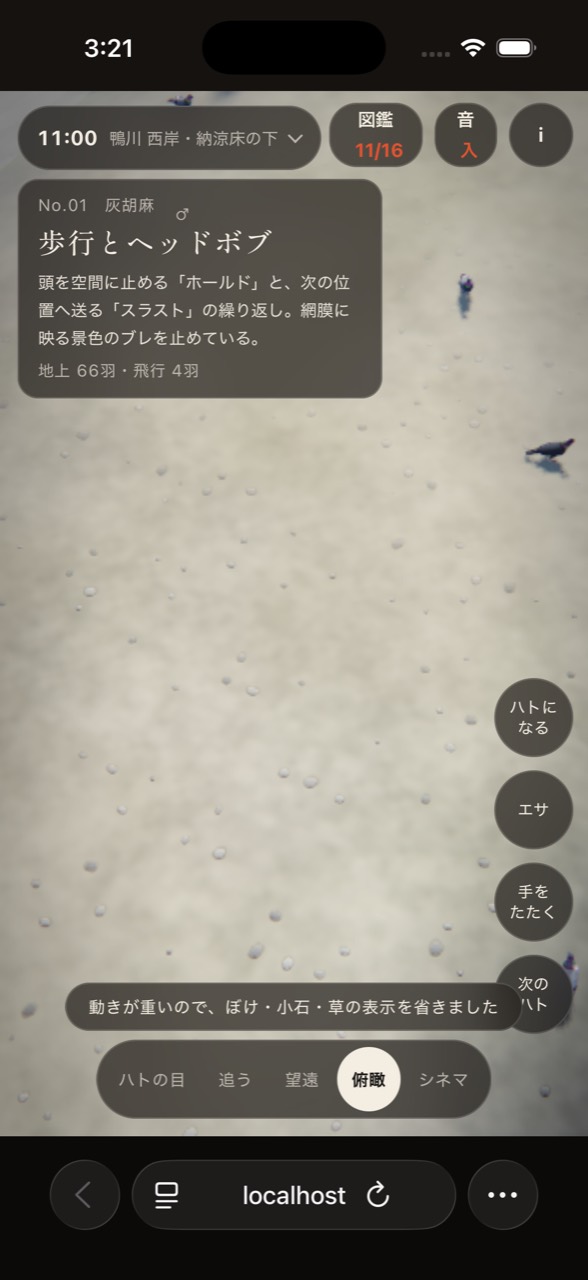 3:21
11:00 鴨川 西岸・納涼床の下
図鑑
11/16
音
入
i
No.01 灰胡麻 ♂
歩行とヘッドボブ
頭を空間に止める「ホールド」と、次の位
置へ送る「スラスト」の繰り返し。網膜に
映る景色のブレを止めている。
地上 66羽・飛行 4羽
ハトに
なる
エサ
手を
たたく
次の
ハト
動きが重いので、ぼけ・小石・草の表示を省きました
ハトの目 追う 望遠 俯瞰 シネマ
localhost